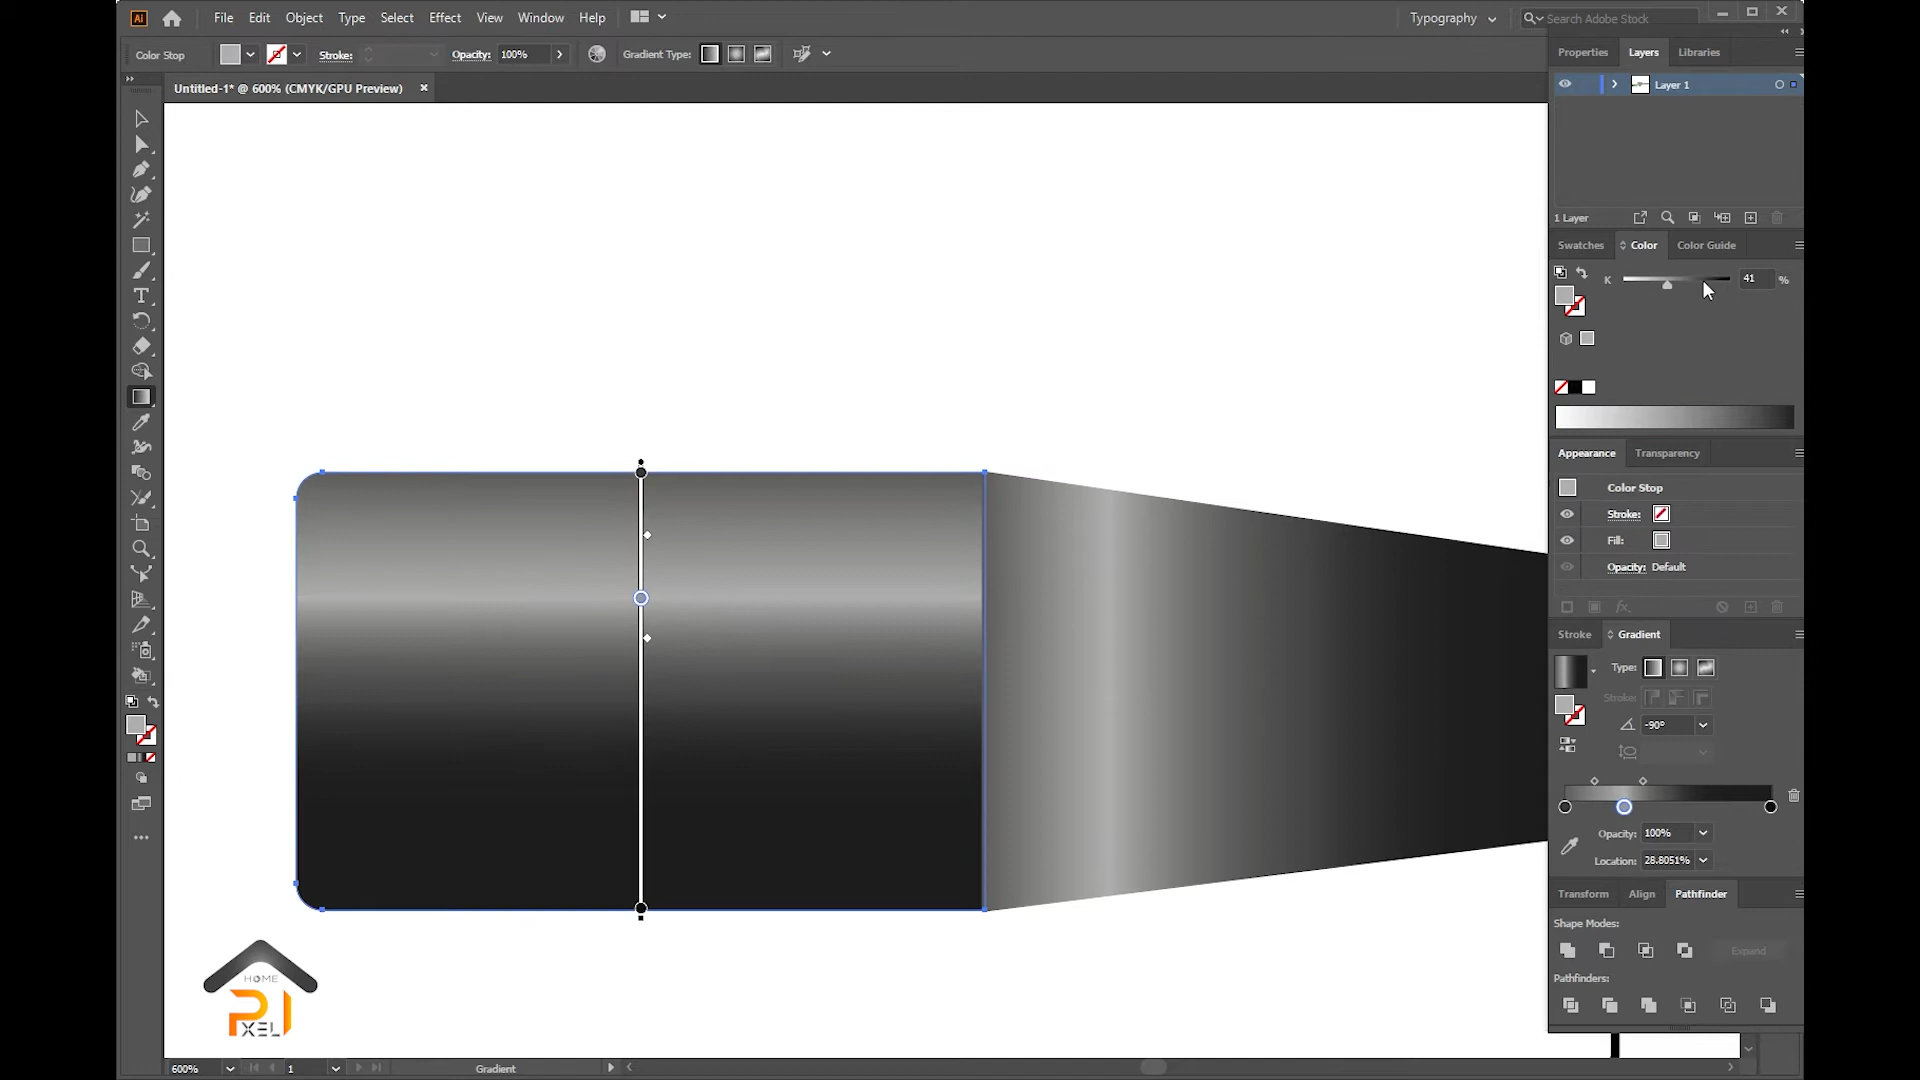 Ai File Edit Object Type Select Effect View Window Help Typography Search Adobe Stock
Color Stop Stroke: Opacity: 100% Gradient Type:
Untitled-1* @ 600% (CMYK/GPU Preview) ×
Properties Layers Libraries
Layer 1
1 Layer
Swatches Color Color Guide
K 41 %
Appearance Transparency
Color Stop
Stroke:
Fill:
Opacity: Default
fx
Stroke Gradient
Type:
Stroke:
-90°
Opacity: 100%
Location: 28.8051%
Transform Align Pathfinder
Shape Modes:
Expand
Pathfinders:
HOME
PIXEL
600% 1 Gradient